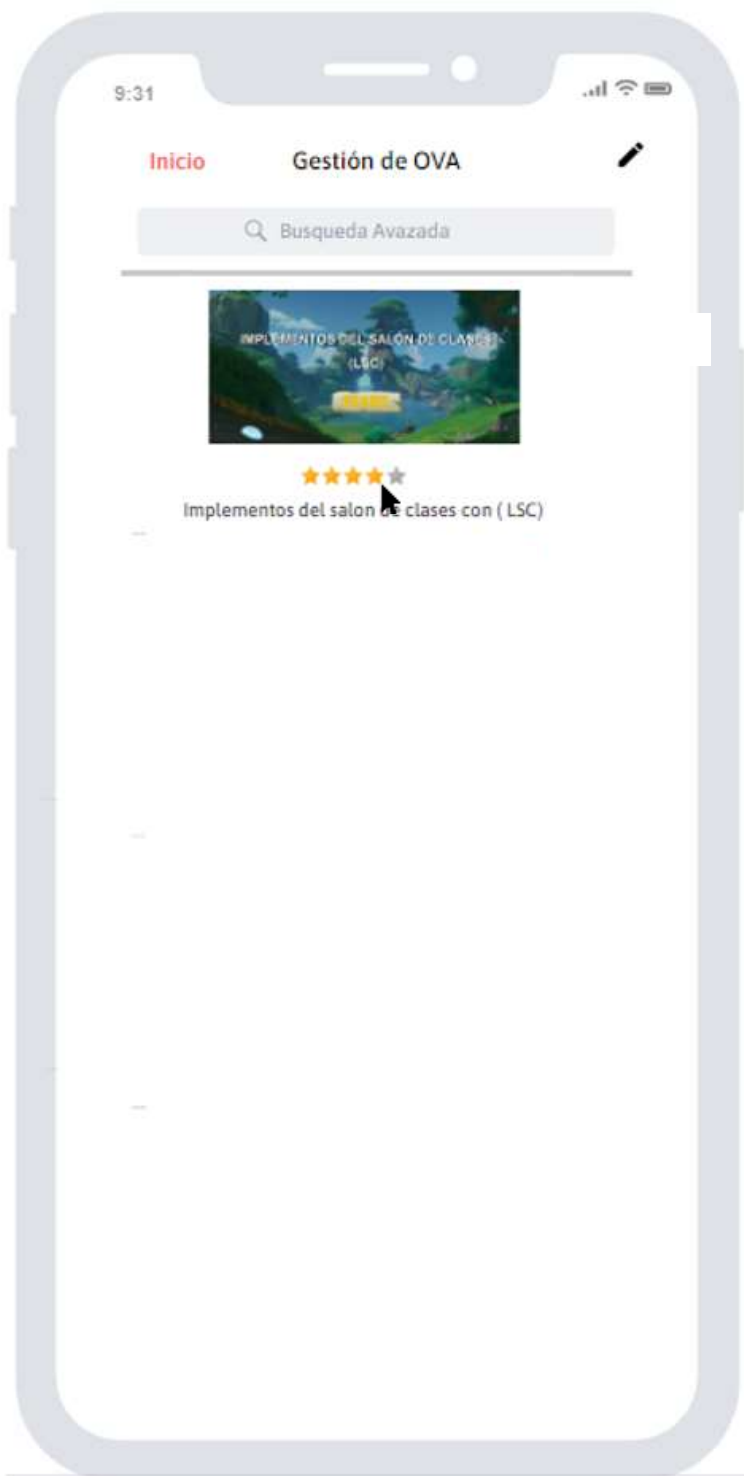 9:31
Inicio
Gestión de OVA
Busqueda Avazada
IMPLEMENTOS DEL SALÓN DE CLASES
(LSC)
Implementos del salon de clases con ( LSC)